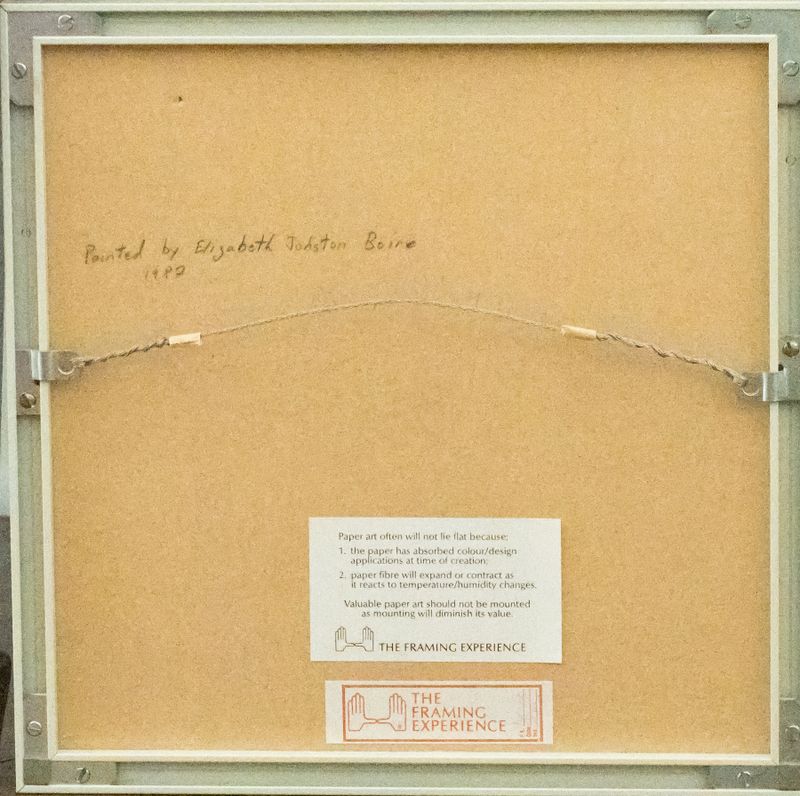 Painted by Elizabeth Johston Boire
1982
Paper art often will not lie flat because:
1. the paper has absorbed colour/design
applications at time of creation;
2. paper fibre will expand or contract as
it reacts to temperature/humidity changes.
Valuable paper art should not be mounted
as mounting will diminish its value.
THE FRAMING EXPERIENCE
THE
FRAMING
EXPERIENCE